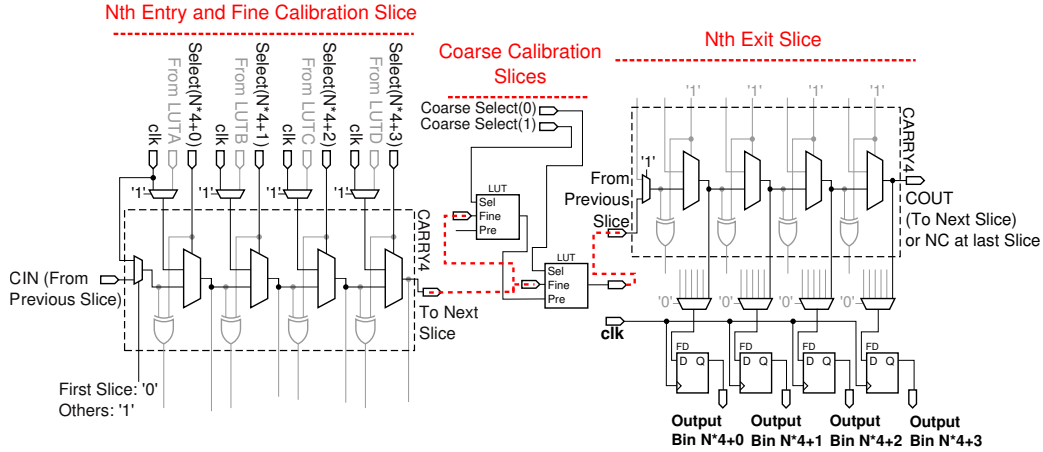 Nth Entry and Fine Calibration Slice
clk
From LUTA
Select(N*4+0)
clk
From LUTB
Select(N*4+1)
clk
From LUTC
Select(N*4+2)
clk
From LUTD
Select(N*4+3)
'1'
'1'
'1'
'1'
CARRY4
CIN (From
Previous Slice)
To Next
Slice
First Slice: '0'
Others: '1'
Coarse Calibration
Slices
Coarse Select(0)
Coarse Select(1)
LUT
Sel
Fine
Pre
LUT
Sel
Fine
Pre
Nth Exit Slice
'1'
'1'
'1'
'1'
CARRY4
'1'
From
Previous
Slice
COUT
(To Next Slice)
or NC at last Slice
'0'
'0'
'0'
'0'
clk
FD
D Q
FD
D Q
FD
D Q
FD
D Q
Output
Bin N*4+0
Output
Bin N*4+1
Output
Bin N*4+2
Output
Bin N*4+3